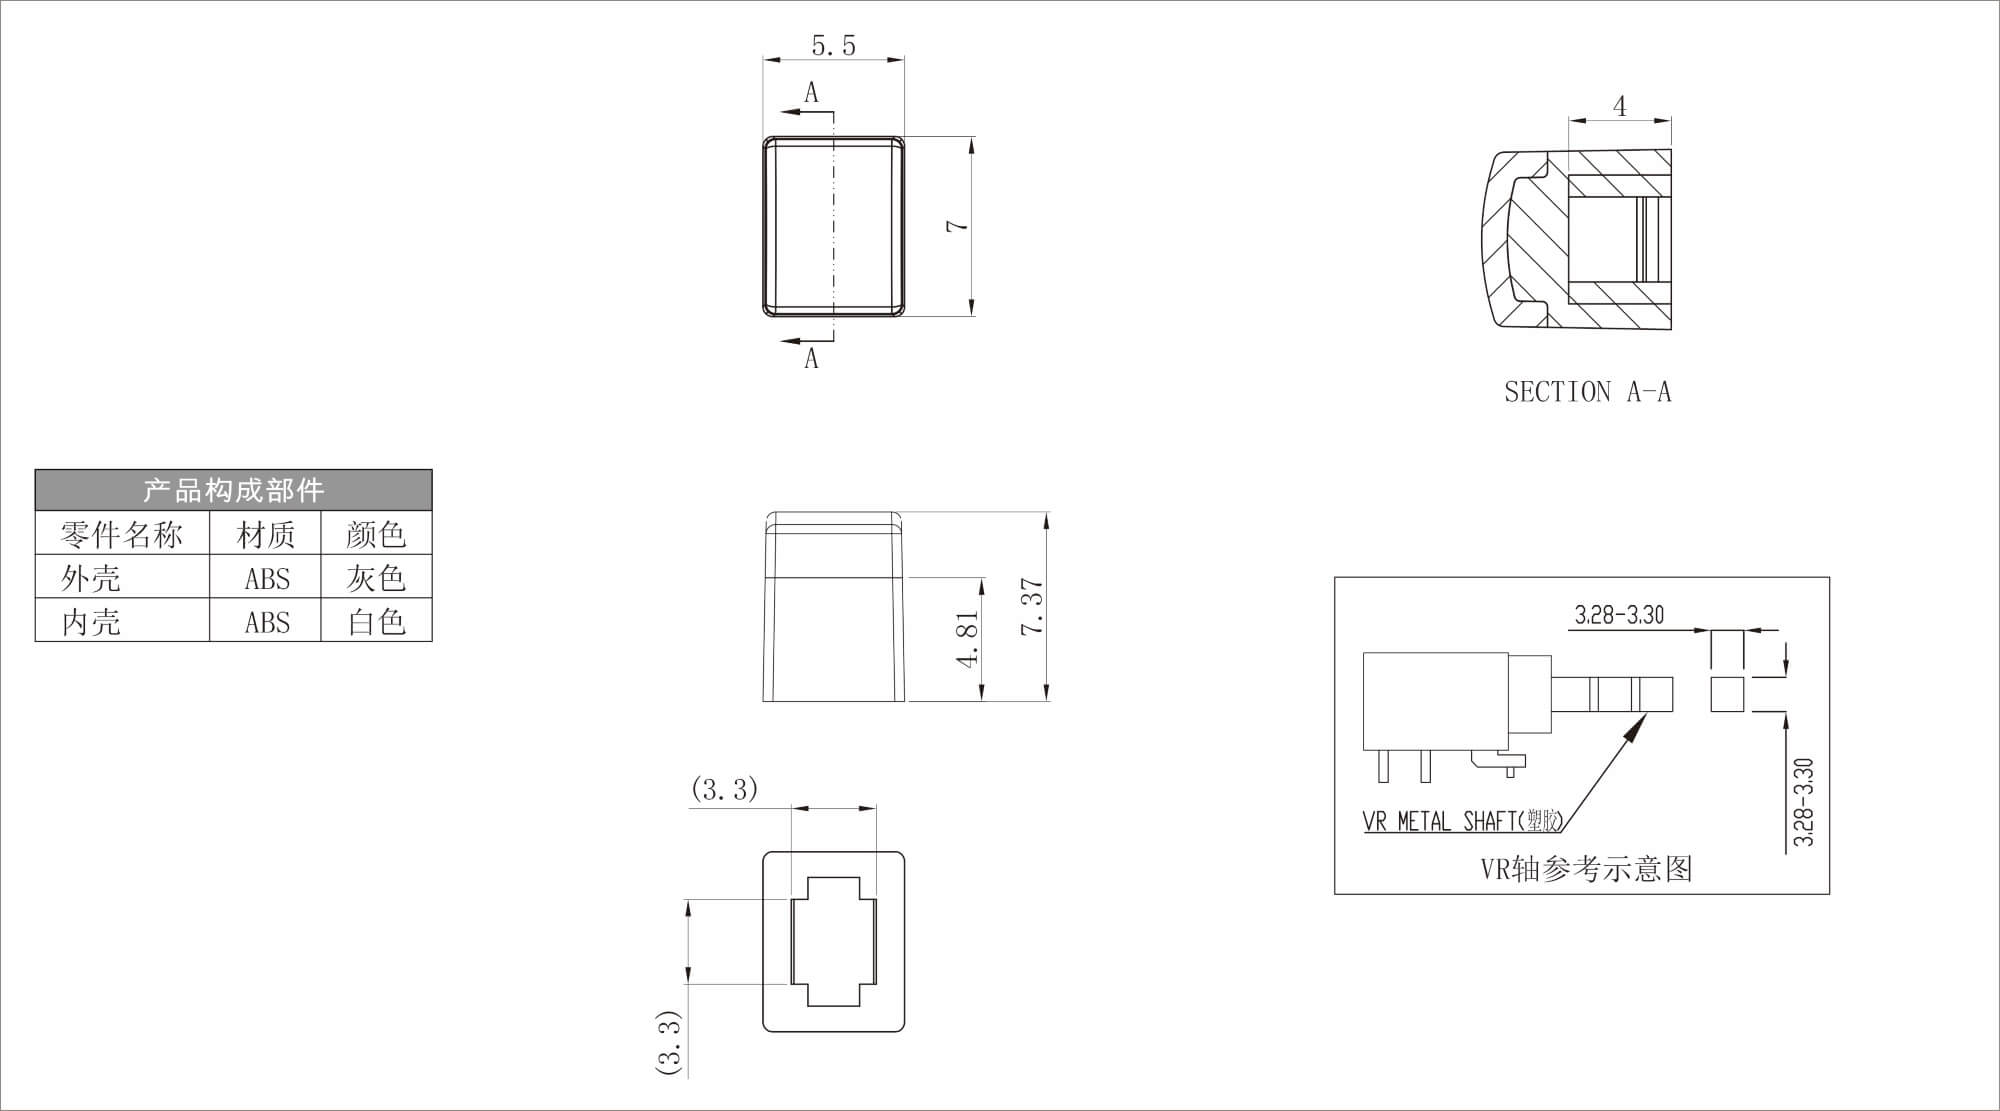 5.5
A
7
A
4
SECTION A-A
产品构成部件
零件名称 材质 颜色
外壳 ABS 灰色
内壳 ABS 白色
4.81
7.37
(3.3)
(3.3)
3.28-3.30
3.28-3.30
VR METAL SHAFT(塑胶)
VR轴参考示意图